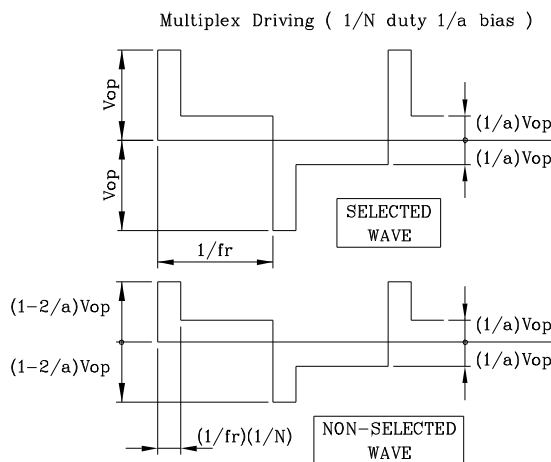 Multiplex Driving ( 1/N duty 1/a bias )
Vop
Vop
(1/a)Vop
(1/a)Vop
SELECTED
WAVE
1/fr
(1-2/a)Vop
(1-2/a)Vop
(1/a)Vop
(1/a)Vop
(1/fr)(1/N)
NON-SELECTED
WAVE